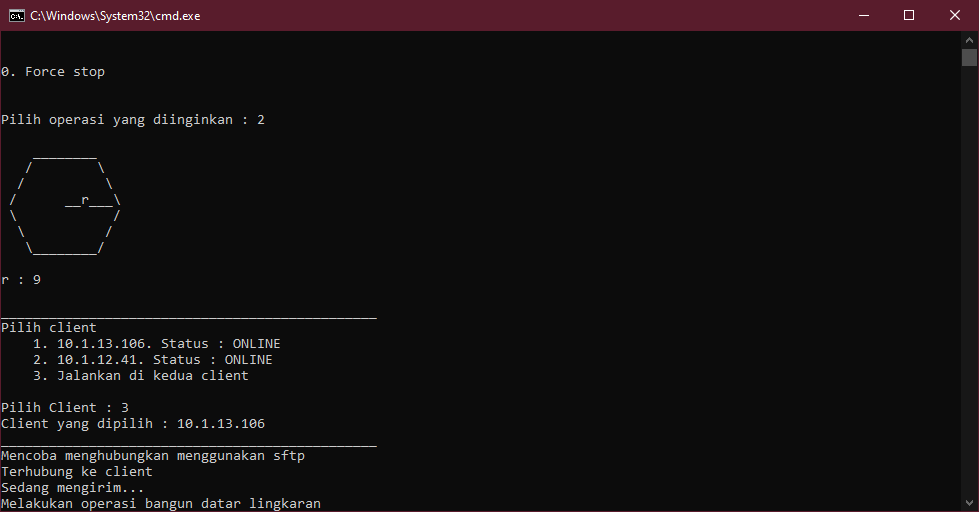 C:\Windows\System32\cmd.exe
0. Force stop
Pilih operasi yang diinginkan : 2
    ________
   /        \
  /          \
 /      __r___\
 \            /
  \          /
   \________/
r : 9
_______________________________________________
Pilih client
    1. 10.1.13.106. Status : ONLINE
    2. 10.1.12.41. Status : ONLINE
    3. Jalankan di kedua client
Pilih Client : 3
Client yang dipilih : 10.1.13.106
_______________________________________________
Mencoba menghubungkan menggunakan sftp
Terhubung ke client
Sedang mengirim...
Melakukan operasi bangun datar lingkaran